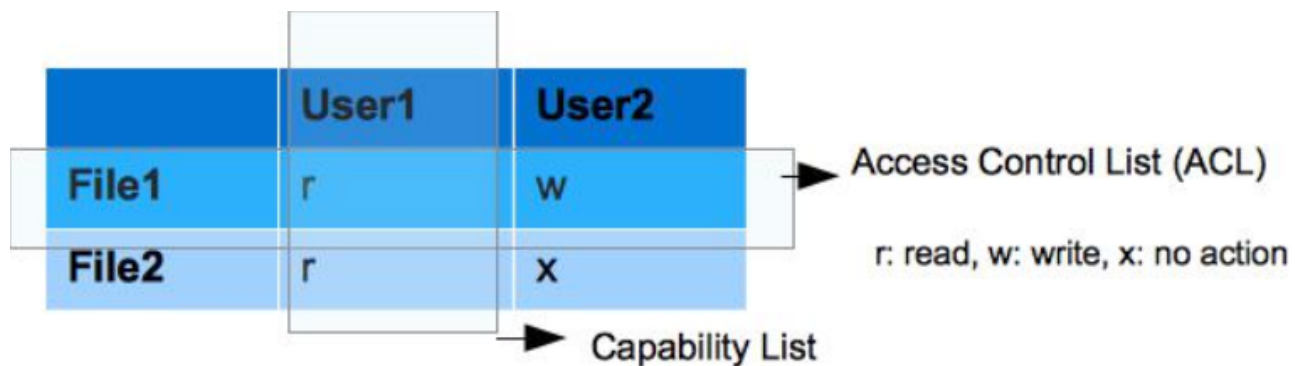 User1 User2
File1 r w
File2 r x
Access Control List (ACL)
r: read, w: write, x: no action
Capability List